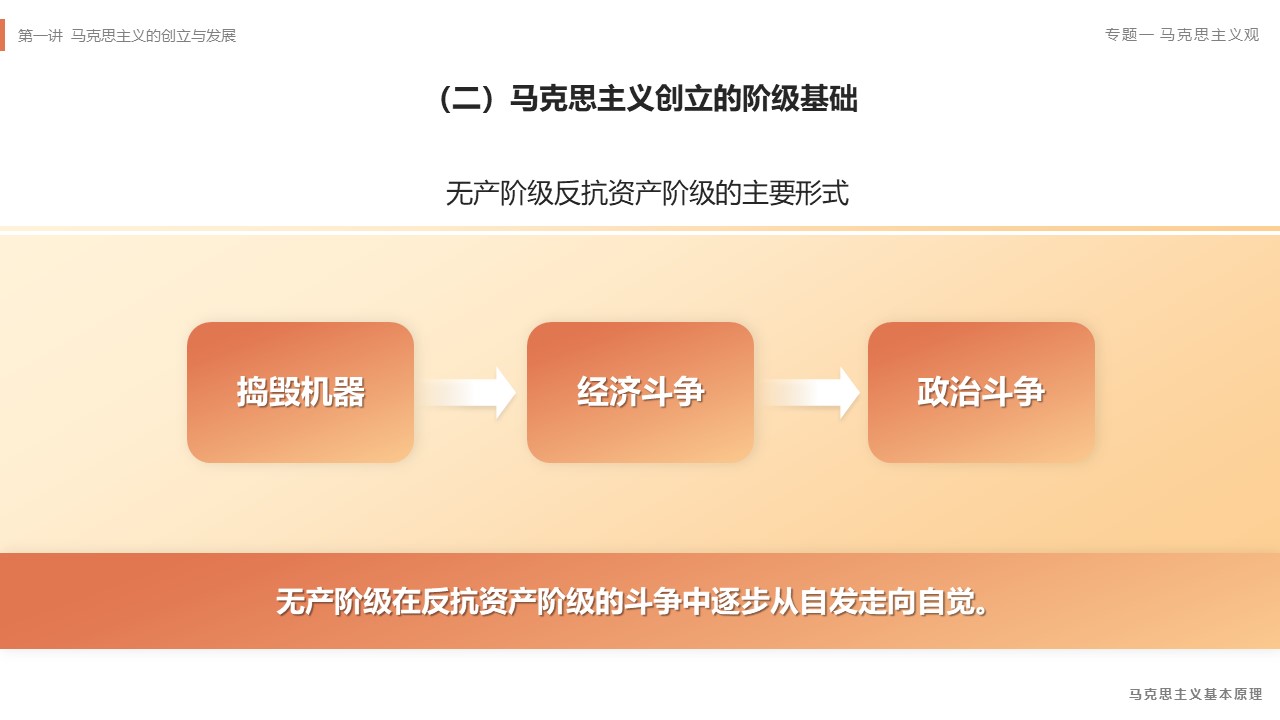 第一讲 马克思主义的创立与发展
专题一 马克思主义观
（二）马克思主义创立的阶级基础
无产阶级反抗资产阶级的主要形式
捣毁机器
经济斗争
政治斗争
无产阶级在反抗资产阶级的斗争中逐步从自发走向自觉。
马克思主义基本原理